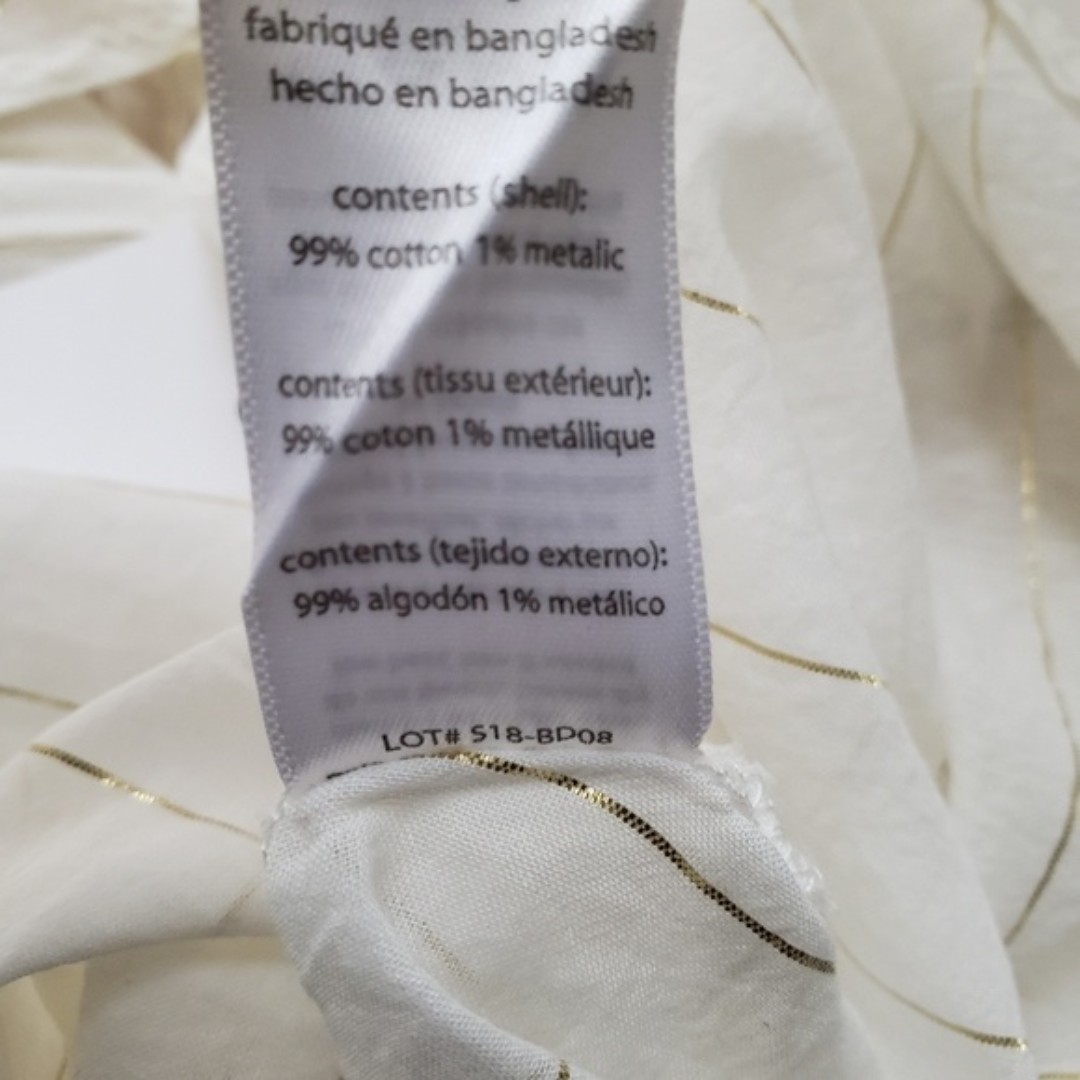 fabriqué en bangladesh
hecho en bangladesh
contents (shell):
99% cotton 1% metalic
contents (tissu extérieur):
99% coton 1% metállique
contents (tejido externo):
99% algodón 1% metálico
LOT# S18-BD08